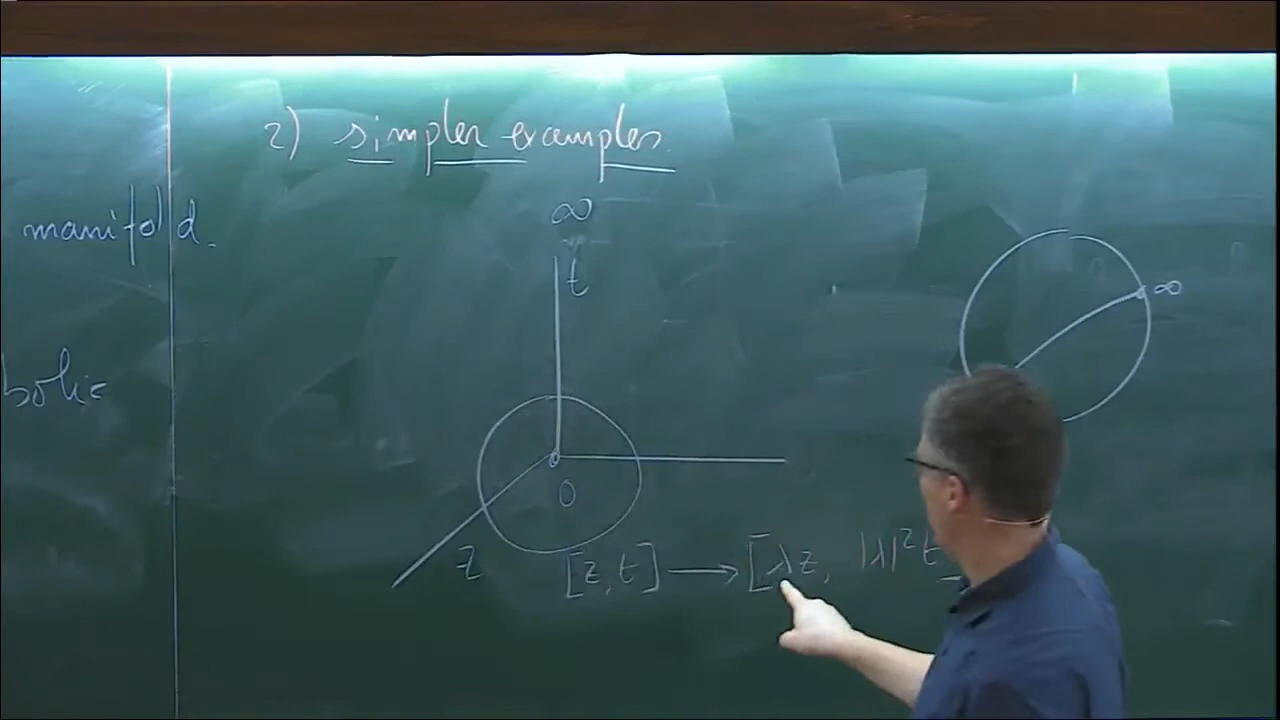 2) simpler examples.
manifold.
∞
t
∞
bolic
0
z
[z, t] ⟶ [λz, |λ|²t